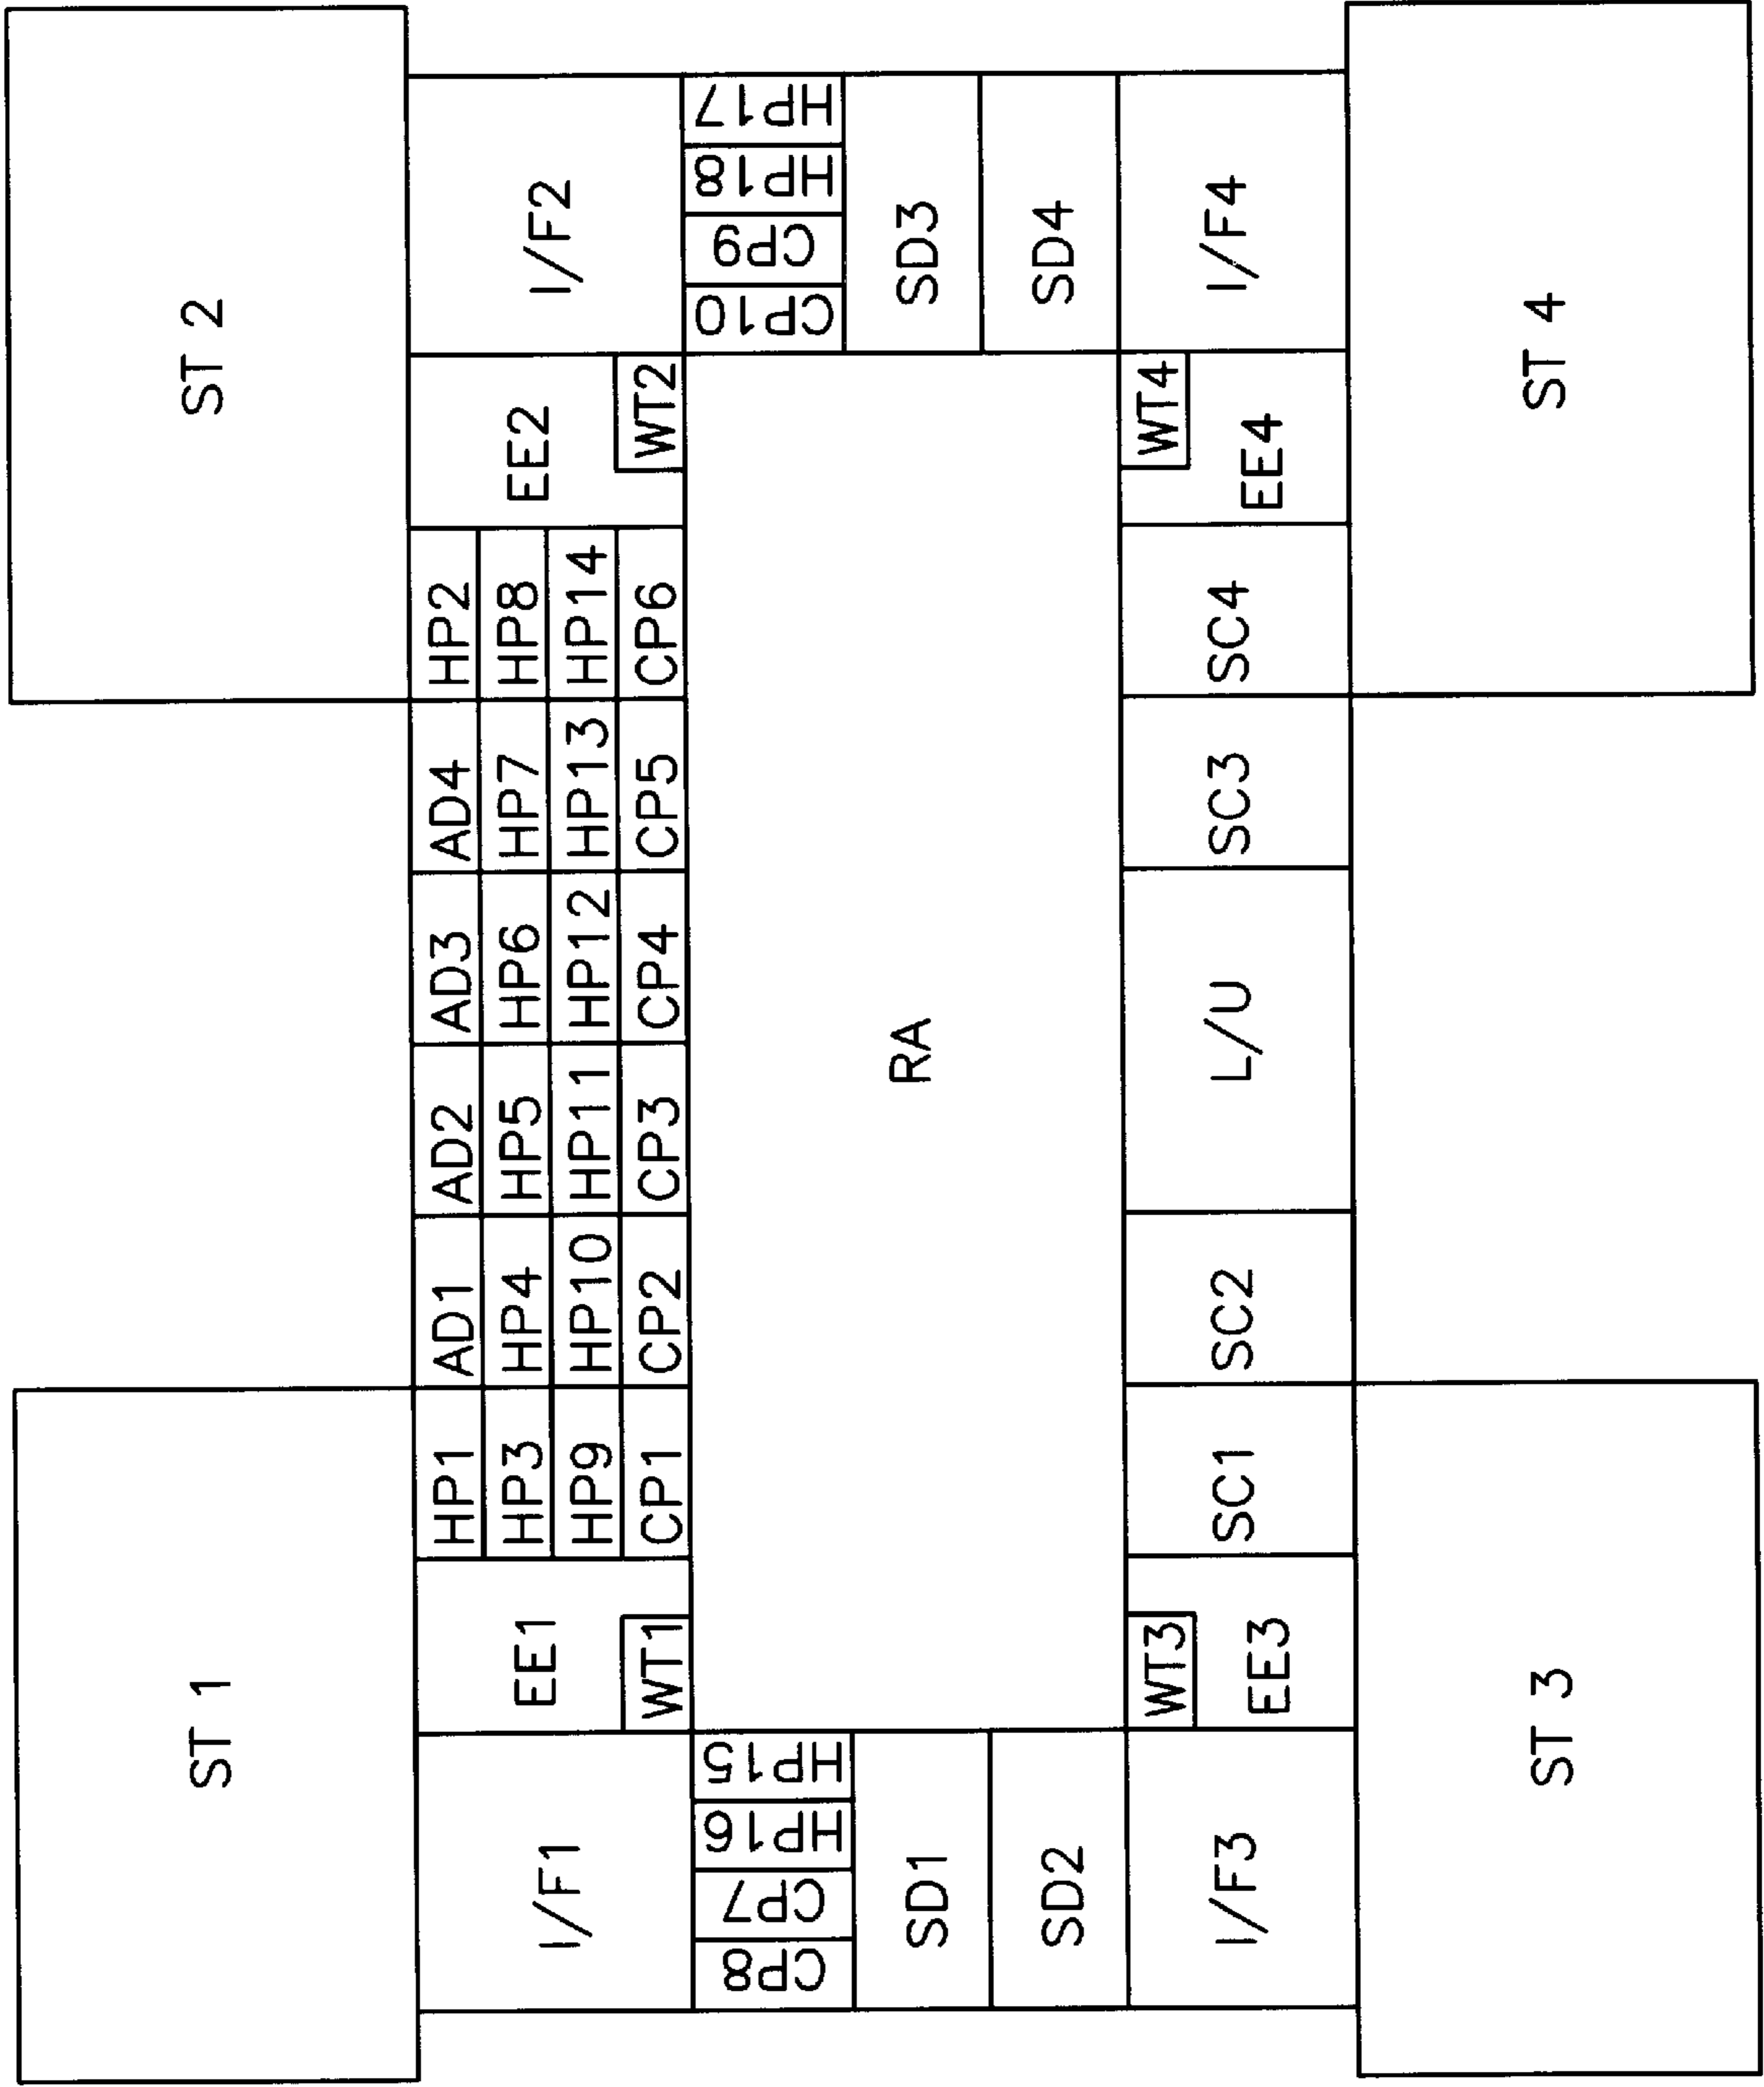 ST 1
ST 2
HP1
AD1
AD2
AD3
AD4
HP2
I/F1
EE1
HP3
HP4
HP5
HP6
HP7
HP8
EE2
I/F2
HP9
HP10
HP11
HP12
HP13
HP14
WT1
CP1
CP2
CP3
CP4
CP5
CP6
WT2
CP8
CP7
HP16
HP15
CP10
CP9
HP18
HP17
SD1
RA
SD3
SD2
SD4
WT3
WT4
I/F3
EE3
SC1
SC2
L/U
SC3
SC4
EE4
I/F4
ST 3
ST 4